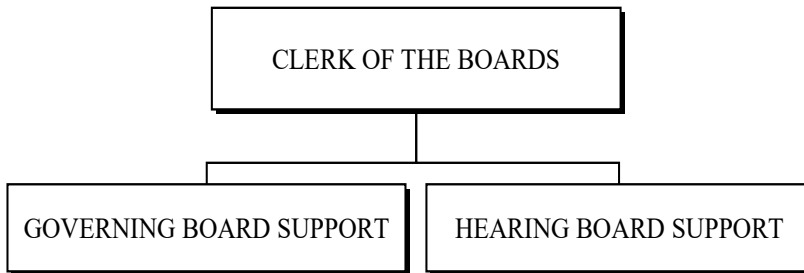 CLERK OF THE BOARDS
GOVERNING BOARD SUPPORT
HEARING BOARD SUPPORT